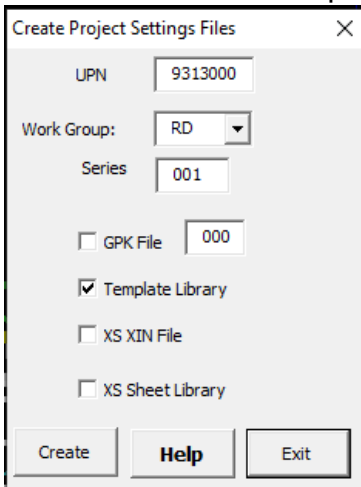 Create Project Settings Files
UPN 9313000
Work Group: RD
Series 001
GPK File 000
Template Library
XS XIN File
XS Sheet Library
Create Help Exit